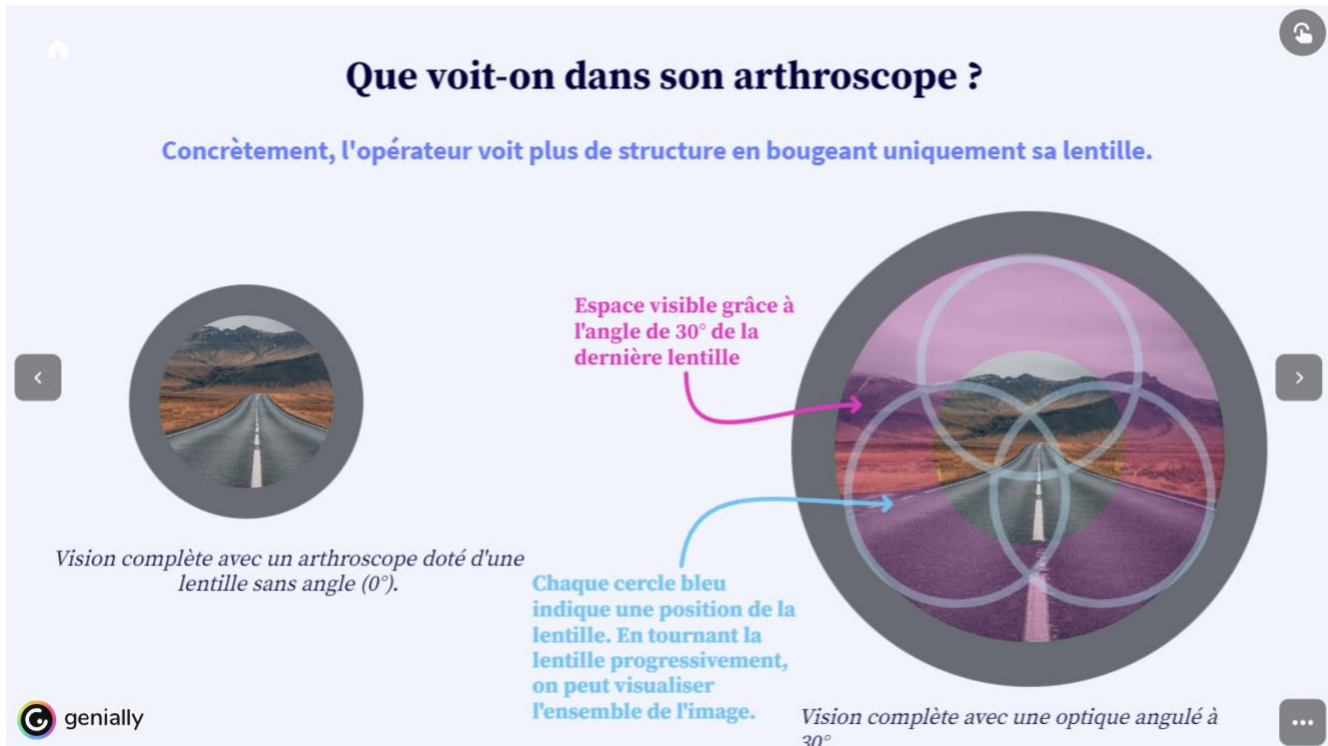 Que voit-on dans son arthroscope ?
Concrètement, l'opérateur voit plus de structure en bougeant uniquement sa lentille.
Espace visible grâce à
l'angle de 30° de la
dernière lentille
Vision complète avec un arthroscope doté d'une
lentille sans angle (0°).
Chaque cercle bleu
indique une position de la
lentille. En tournant la
lentille progressivement,
on peut visualiser
l'ensemble de l'image.
Vision complète avec une optique angulé à
30°
genially